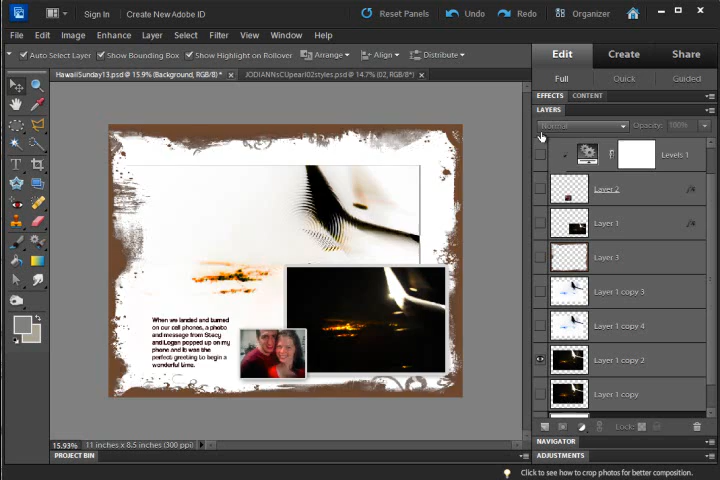 Sign In
Create New Adobe ID
Reset Panels
Undo
Redo
Organizer
File Edit Image Enhance Layer Select Filter View Window Help
Auto Select Layer
Show Bounding Box
Show Highlight on Rollover
Arrange
Align
Distribute
Edit Create Share
HawaiiSunday13.psd @ 15.9% (Background, RGB/8) *
JODIANNsCUpearl02styles.psd @ 14.7% (02, RGB/8*)
Full Quick Guided
EFFECTS CONTENT
LAYERS
Normal
Opacity: 100%
Levels 1
Layer 2
Layer 1
Layer 3
Layer 1 copy 3
Layer 1 copy 4
Layer 1 copy 2
Layer 1 copy
When we landed and turned
on our cell phones, a photo
and message from Stacy
and Logan popped up on my
phone and it was the
perfect greeting to begin a
wonderful time.
Lock:
15.93%
11 inches x 8.5 inches (300 ppi)
NAVIGATOR
PROJECT BIN
ADJUSTMENTS
Click to see how to crop photos for better composition.